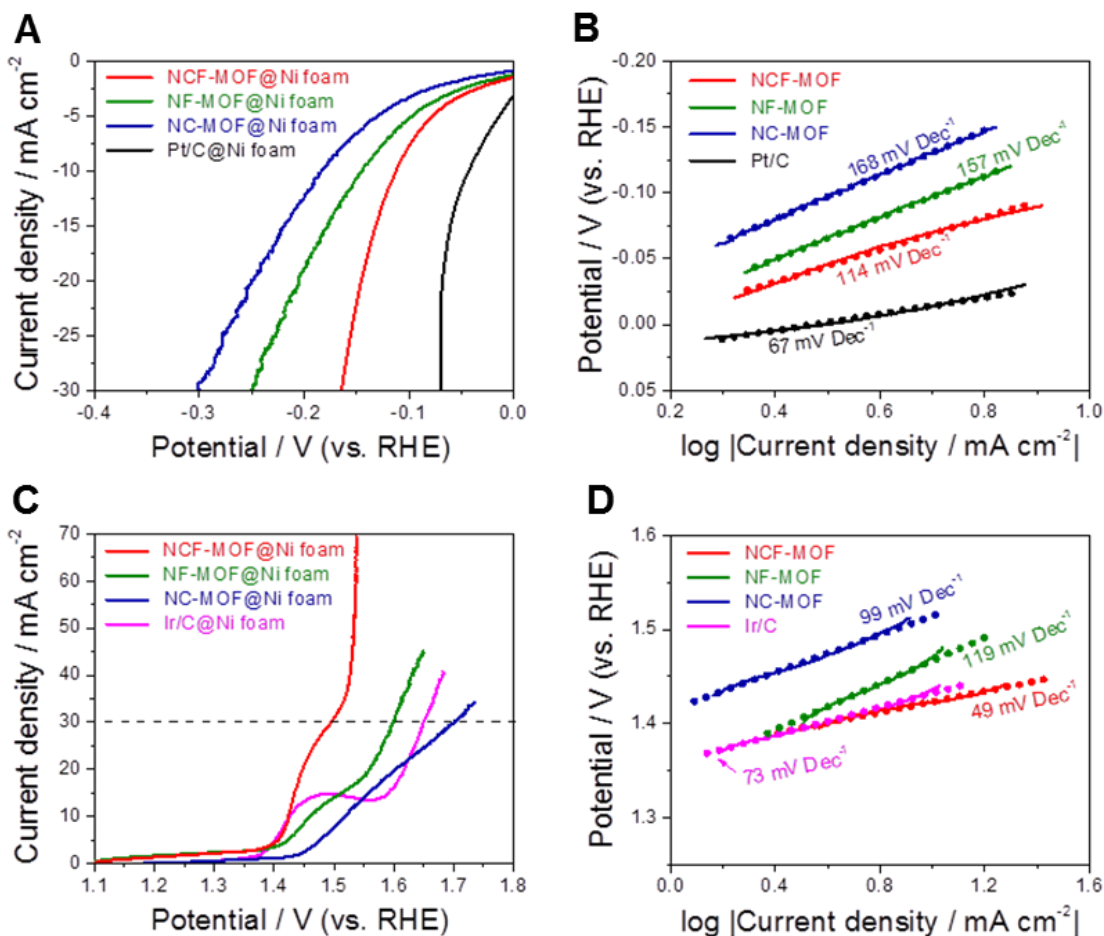 A
0
-5
-10
-15
-20
-25
-30
Current density / mA cm⁻²
NCF-MOF@Ni foam
NF-MOF@Ni foam
NC-MOF@Ni foam
Pt/C@Ni foam
-0.4
-0.3
-0.2
-0.1
0.0
Potential / V (vs. RHE)
B
-0.20
-0.15
-0.10
-0.05
0.00
0.05
Potential / V (vs. RHE)
NCF-MOF
NF-MOF
NC-MOF
Pt/C
168 mV Dec⁻¹
157 mV Dec⁻¹
114 mV Dec⁻¹
67 mV Dec⁻¹
0.2
0.4
0.6
0.8
1.0
log |Current density / mA cm⁻²|
C
70
60
50
40
30
20
10
0
Current density / mA cm⁻²
NCF-MOF@Ni foam
NF-MOF@Ni foam
NC-MOF@Ni foam
Ir/C@Ni foam
1.1
1.2
1.3
1.4
1.5
1.6
1.7
1.8
Potential / V (vs. RHE)
D
1.6
1.5
1.4
1.3
Potential / V (vs. RHE)
NCF-MOF
NF-MOF
NC-MOF
Ir/C
99 mV Dec⁻¹
119 mV Dec⁻¹
49 mV Dec⁻¹
73 mV Dec⁻¹
0.0
0.4
0.8
1.2
1.6
log |Current density / mA cm⁻²|